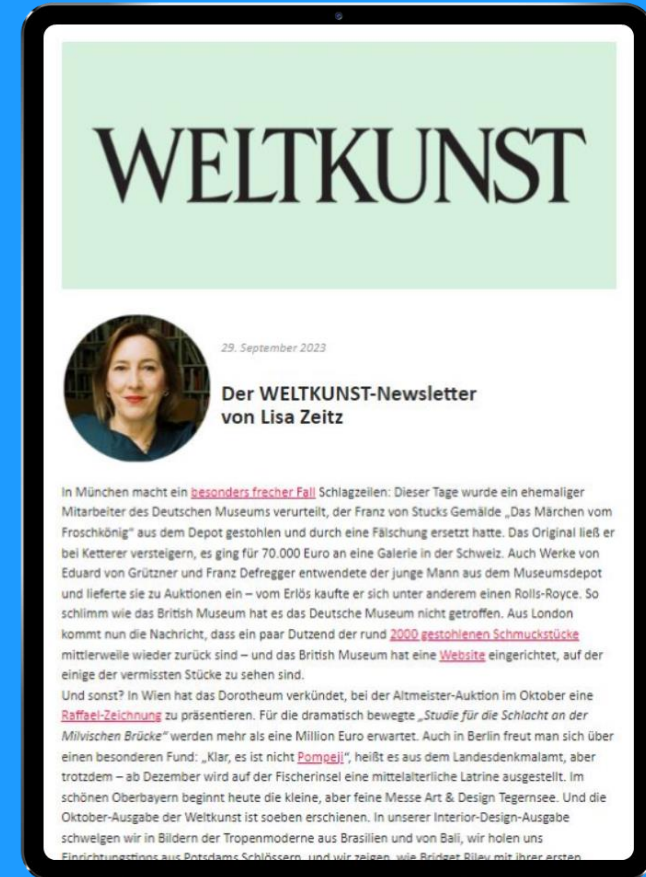 WELTKUNST
29. September 2023
Der WELTKUNST-Newsletter
von Lisa Zeitz
In München macht ein besonders frecher Fall Schlagzeilen: Dieser Tage wurde ein ehemaliger
Mitarbeiter des Deutschen Museums verurteilt, der Franz von Stucks Gemälde „Das Märchen vom
Froschkönig“ aus dem Depot gestohlen und durch eine Fälschung ersetzt hatte. Das Original ließ er
bei Ketterer versteigern, es ging für 70.000 Euro an eine Galerie in der Schweiz. Auch Werke von
Eduard von Grützner und Franz Defregger entwendete der junge Mann aus dem Museumsdepot
und lieferte sie zu Auktionen ein – vom Erlös kaufte er sich unter anderem einen Rolls-Royce. So
schlimm wie das British Museum hat es das Deutsche Museum nicht getroffen. Aus London
kommt nun die Nachricht, dass ein paar Dutzend der rund 2000 gestohlenen Schmuckstücke
mittlerweile wieder zurück sind – und das British Museum hat eine Website eingerichtet, auf der
einige der vermissten Stücke zu sehen sind.
Und sonst? In Wien hat das Dorotheum verkündet, bei der Altmeister-Auktion im Oktober eine
Raffael-Zeichnung zu präsentieren. Für die dramatisch bewegte „Studie für die Schlacht an der
Milvischen Brücke“ werden mehr als eine Million Euro erwartet. Auch in Berlin freut man sich über
einen besonderen Fund: „Klar, es ist nicht Pompeji“, heißt es aus dem Landesdenkmalamt, aber
trotzdem – ab Dezember wird auf der Fischerinsel eine mittelalterliche Latrine ausgestellt. Im
schönen Oberbayern beginnt heute die kleine, aber feine Messe Art & Design Tegernsee. Und die
Oktober-Ausgabe der Weltkunst ist soeben erschienen. In unserer Interior-Design-Ausgabe
schwelgen wir in Bildern der Tropenmoderne aus Brasilien und von Bali, wir holen uns
Einrichtungstipps aus Potsdams Schlössern, und wir zeigen, wie Bridget Riley mit ihrer ersten